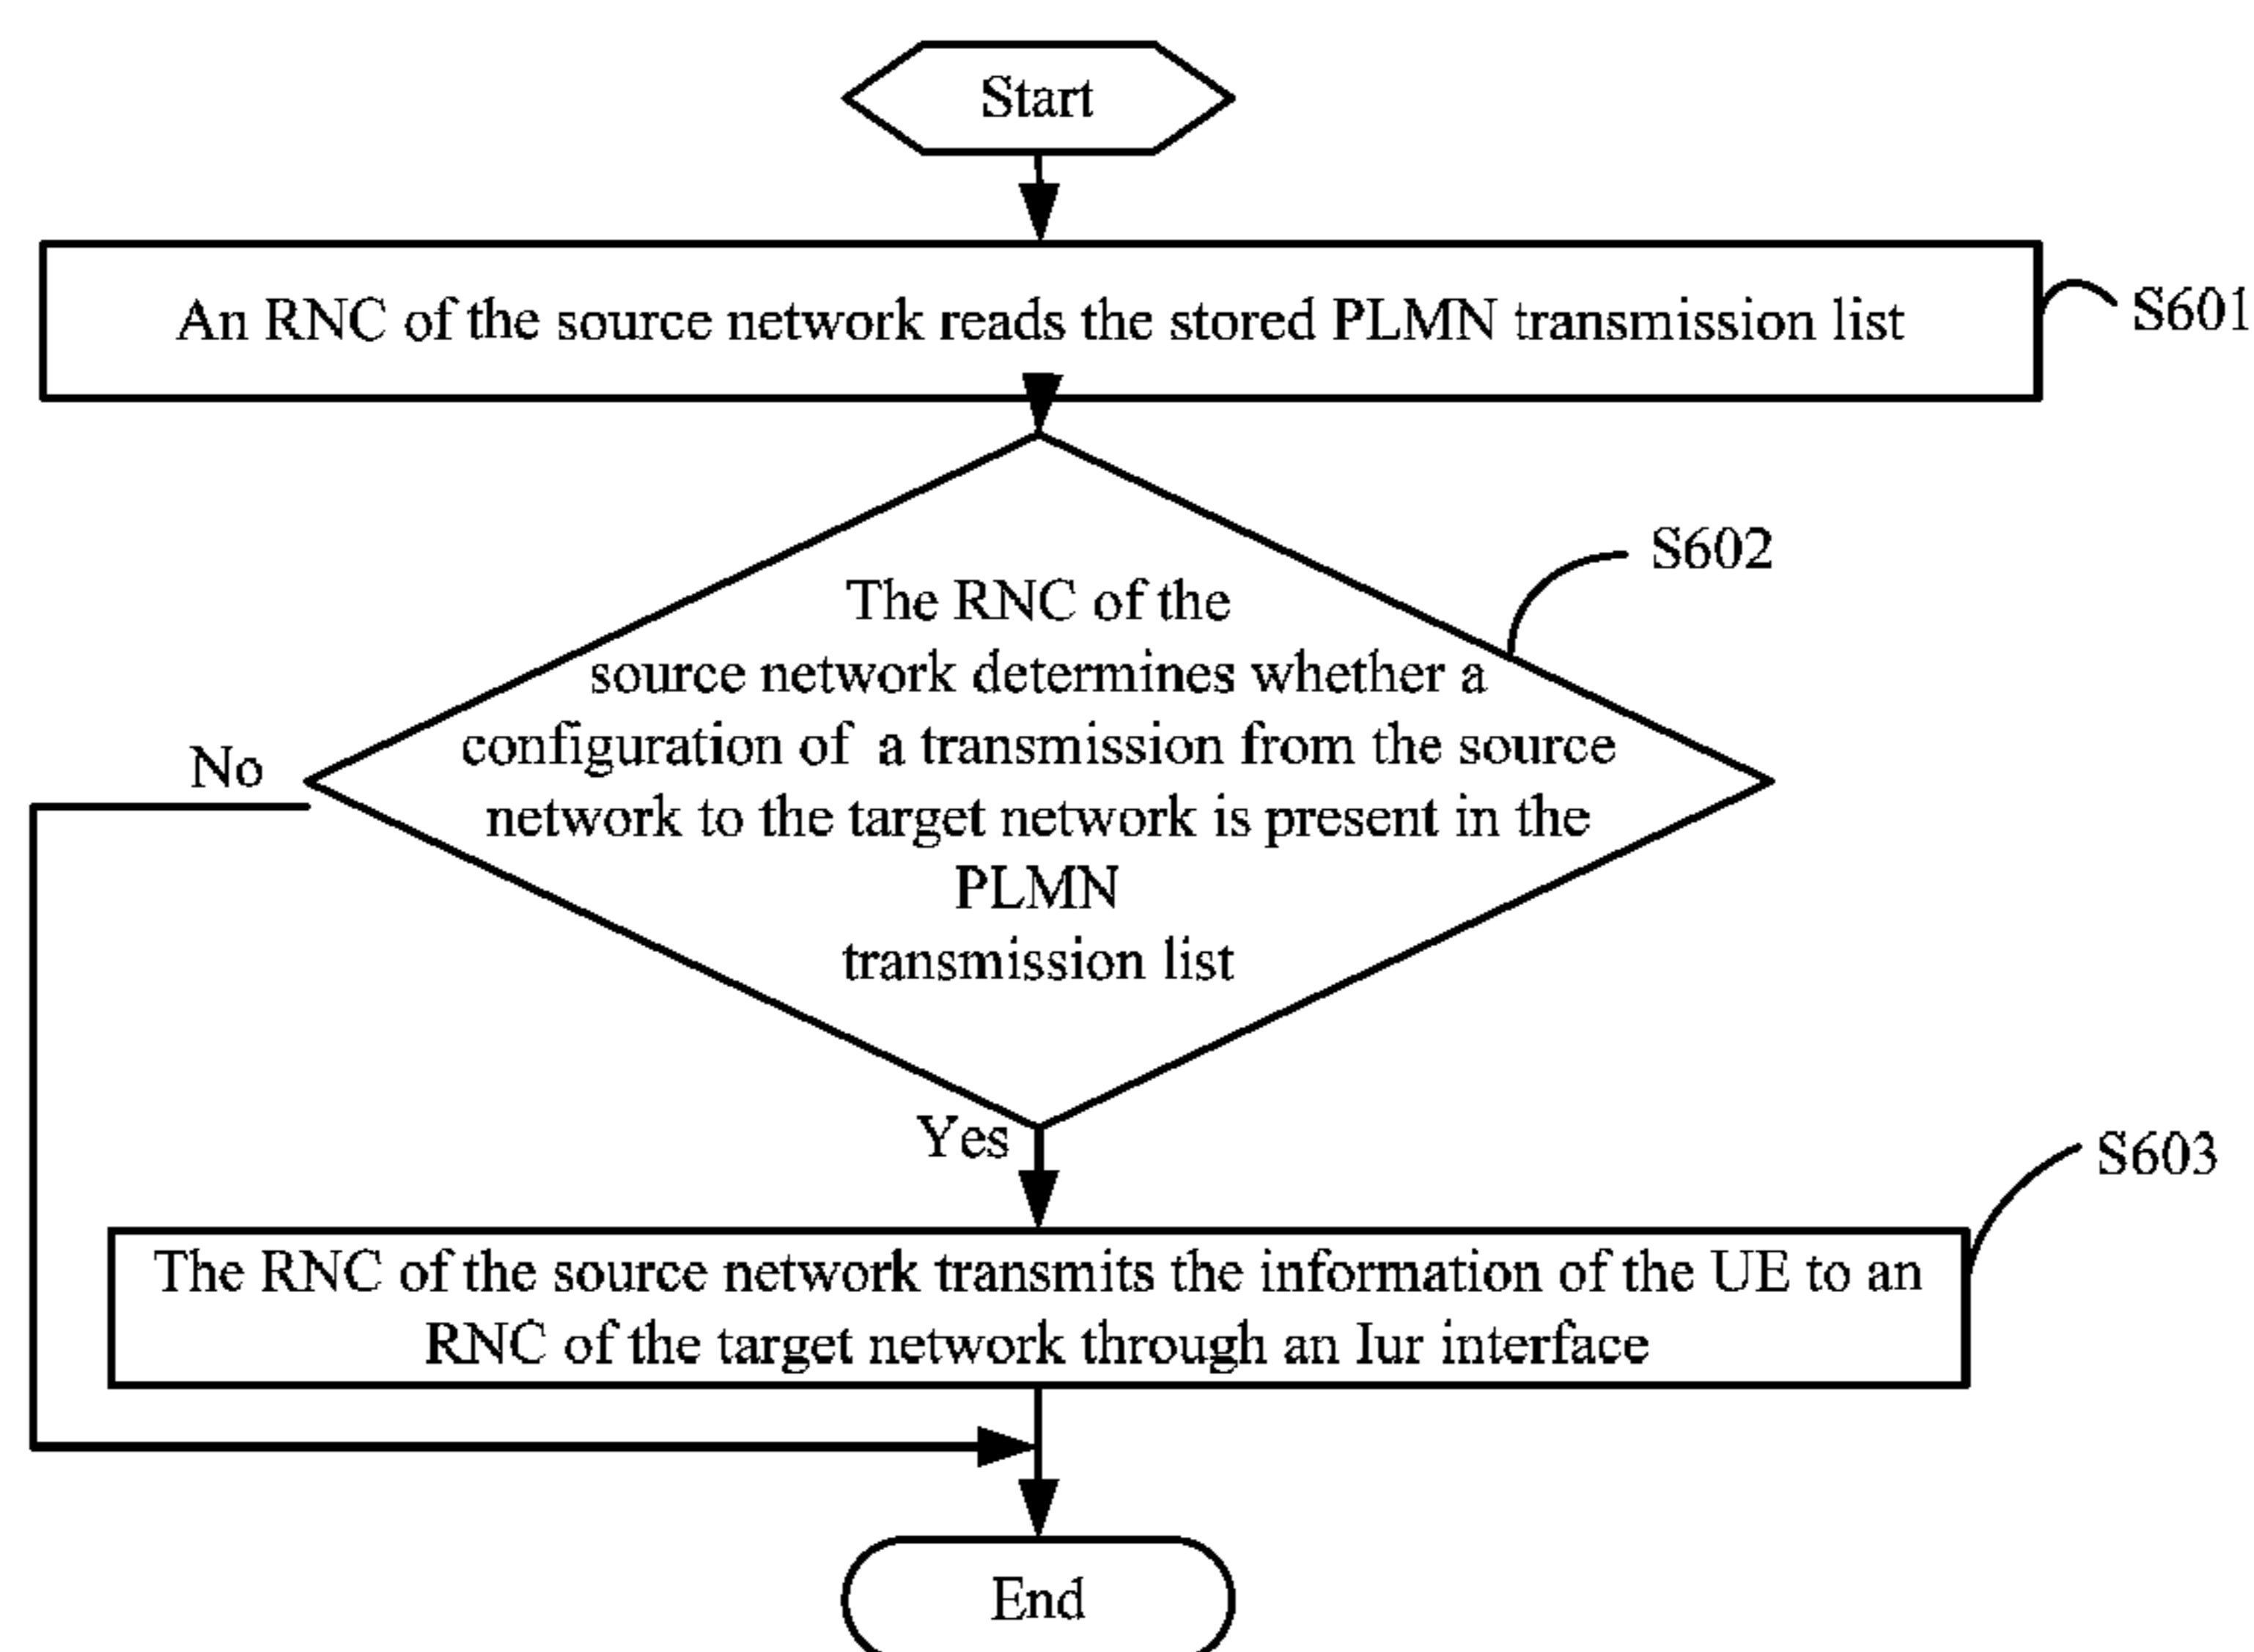 Start
An RNC of the source network reads the stored PLMN transmission list
S601
S602
The RNC of the
source network determines whether a
configuration of a transmission from the source
network to the target network is present in the
PLMN
transmission list
No
Yes
S603
The RNC of the source network transmits the information of the UE to an
RNC of the target network through an Iur interface
End